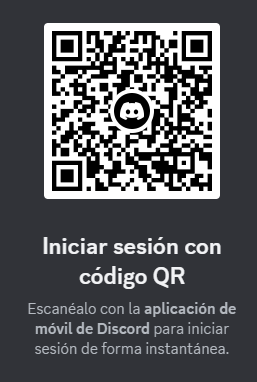 Iniciar sesión con
código QR
Escanéalo con la aplicación de
móvil de Discord para iniciar
sesión de forma instantánea.